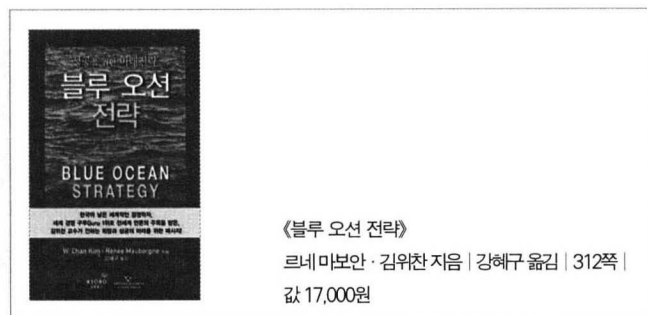 블루 오션
전략
BLUE OCEAN
STRATEGY
W. Chan Kim · Renée Mauborgne
KYOBO
《블루 오션 전략》
르네 마보안 · 김위찬 지음 | 강혜구 옮김 | 312쪽 |
값 17,000원